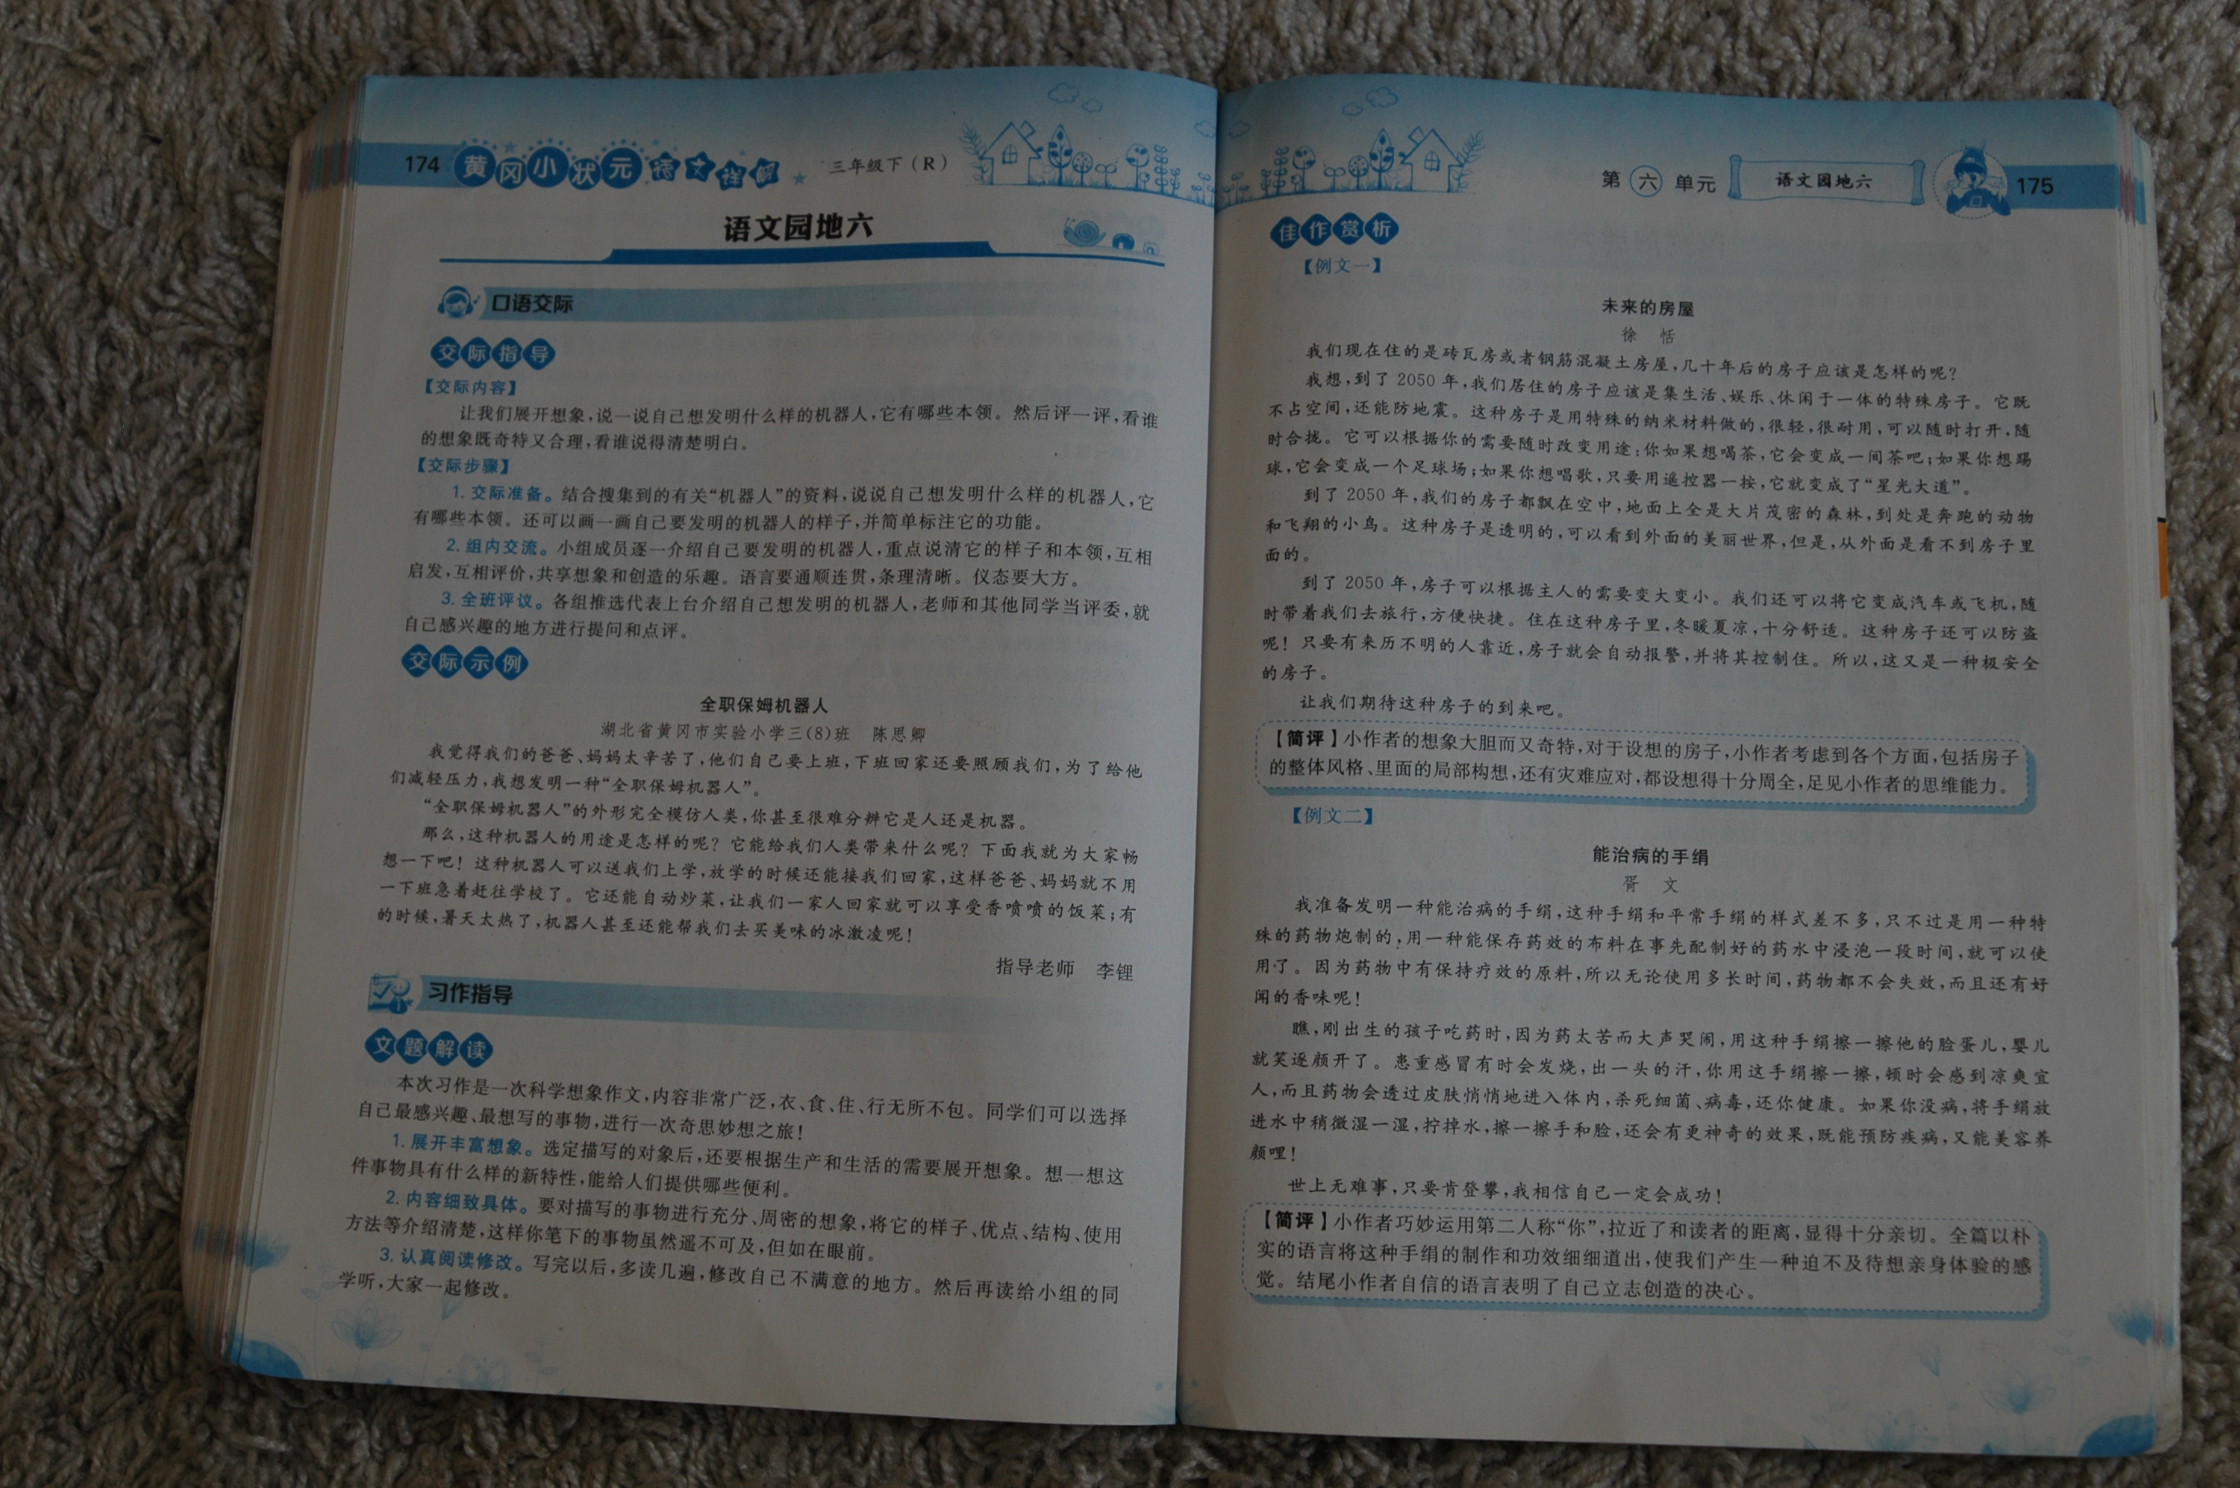 174 黄冈小状元 语文详解 三年级下(R)
语文园地六
口语交际
交际指导
【交际内容】
让我们展开想象,说一说自己想发明什么样的机器人,它有哪些本领。然后评一评,看谁
的想象既奇特又合理,看谁说得清楚明白。
【交际步骤】
1. 交际准备。结合搜集到的有关“机器人”的资料,说说自己想发明什么样的机器人,它
有哪些本领。还可以画一画自己要发明的机器人的样子,并简单标注它的功能。
2. 组内交流。小组成员逐一介绍自己要发明的机器人,重点说清它的样子和本领,互相
启发,互相评价,共享想象和创造的乐趣。语言要通顺连贯,条理清晰。仪态要大方。
3. 全班评议。各组推选代表上台介绍自己想发明的机器人,老师和其他同学当评委,就
自己感兴趣的地方进行提问和点评。
交际示例
全职保姆机器人
湖北省黄冈市实验小学三(8)班 陈思卿
我觉得我们的爸爸、妈妈太辛苦了,他们自己要上班,下班回家还要照顾我们,为了给他
们减轻压力,我想发明一种“全职保姆机器人”。
“全职保姆机器人”的外形完全模仿人类,你甚至很难分辨它是人还是机器。
那么,这种机器人的用途是怎样的呢?它能给我们人类带来什么呢?下面我就为大家畅
想一下吧!这种机器人可以送我们上学,放学的时候还能接我们回家,这样爸爸、妈妈就不用
一下班急着赶往学校了。它还能自动炒菜,让我们一家人回家就可以享受香喷喷的饭菜;有
的时候,暑天太热了,机器人甚至还能帮我们去买美味的冰激凌呢!
指导老师 李锂
习作指导
文题解读
本次习作是一次科学想象作文,内容非常广泛,衣、食、住、行无所不包。同学们可以选择
自己最感兴趣、最想写的事物,进行一次奇思妙想之旅!
1. 展开丰富想象。选定描写的对象后,还要根据生产和生活的需要展开想象。想一想这
件事物具有什么样的新特性,能给人们提供哪些便利。
2. 内容细致具体。要对描写的事物进行充分、周密的想象,将它的样子、优点、结构、使用
方法等介绍清楚,这样你笔下的事物虽然遥不可及,但如在眼前。
3. 认真阅读修改。写完以后,多读几遍,修改自己不满意的地方。然后再读给小组的同
学听,大家一起修改。
第六单元 语文园地六 175
佳作赏析
【例文一】
未来的房屋
徐 恬
我们现在住的是砖瓦房或者钢筋混凝土房屋,几十年后的房子应该是怎样的呢?
我想,到了2050年,我们居住的房子应该是集生活、娱乐、休闲于一体的特殊房子。它既
不占空间,还能防地震。这种房子是用特殊的纳米材料做的,很轻,很耐用,可以随时打开,随
时合拢。它可以根据你的需要随时改变用途:你如果想喝茶,它会变成一间茶吧;如果你想踢
球,它会变成一个足球场;如果你想唱歌,只要用遥控器一按,它就变成了“星光大道”。
到了2050年,我们的房子都飘在空中,地面上全是大片茂密的森林,到处是奔跑的动物
和飞翔的小鸟。这种房子是透明的,可以看到外面的美丽世界,但是,从外面是看不到房子里
面的。
到了2050年,房子可以根据主人的需要变大变小。我们还可以将它变成汽车或飞机,随
时带着我们去旅行,方便快捷。住在这种房子里,冬暖夏凉,十分舒适。这种房子还可以防盗
呢!只要有来历不明的人靠近,房子就会自动报警,并将其控制住。所以,这又是一种极安全
的房子。
让我们期待这种房子的到来吧。
【简评】小作者的想象大胆而又奇特,对于设想的房子,小作者考虑到各个方面,包括房子
的整体风格、里面的局部构想,还有灾难应对,都设想得十分周全,足见小作者的思维能力。
【例文二】
能治病的手绢
胥 文
我准备发明一种能治病的手绢,这种手绢和平常手绢的样式差不多,只不过是用一种特
殊的药物炮制的,用一种能保存药效的布料在事先配制好的药水中浸泡一段时间,就可以使
用了。因为药物中有保持疗效的原料,所以无论使用多长时间,药物都不会失效,而且还有好
闻的香味呢!
瞧,刚出生的孩子吃药时,因为药太苦而大声哭闹,用这种手绢擦一擦他的脸蛋儿,婴儿
就笑逐颜开了。患重感冒有时会发烧,出一头的汗,你用这手绢擦一擦,顿时会感到凉爽宜
人,而且药物会透过皮肤悄悄地进入体内,杀死细菌、病毒,还你健康。如果你没病,将手绢放
进水中稍微湿一湿,拧掉水,擦一擦手和脸,还会有更神奇的效果,既能预防疾病,又能美容养
颜哩!
世上无难事,只要肯登攀,我相信自己一定会成功!
【简评】小作者巧妙运用第二人称“你”,拉近了和读者的距离,显得十分亲切。全篇以朴
实的语言将这种手绢的制作和功效细细道出,使我们产生一种迫不及待想亲身体验的感
觉。结尾小作者自信的语言表明了自己立志创造的决心。